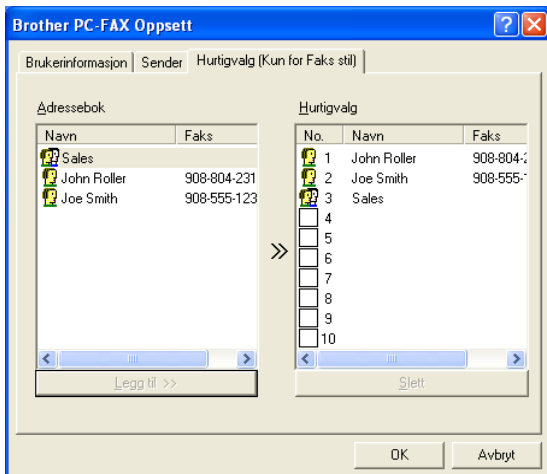 Brother PC-FAX Oppsett
Brukerinformasjon Sender Hurtigvalg (Kun for Faks stil)
Adressebok
Navn Faks
Sales
John Roller 908-804-231
Joe Smith 908-555-123
Hurtigvalg
No. Navn Faks
1 John Roller 908-804-2
2 Joe Smith 908-555-1
3 Sales
4
5
6
7
8
9
10
Legg til >>
Slett
OK Avbryt